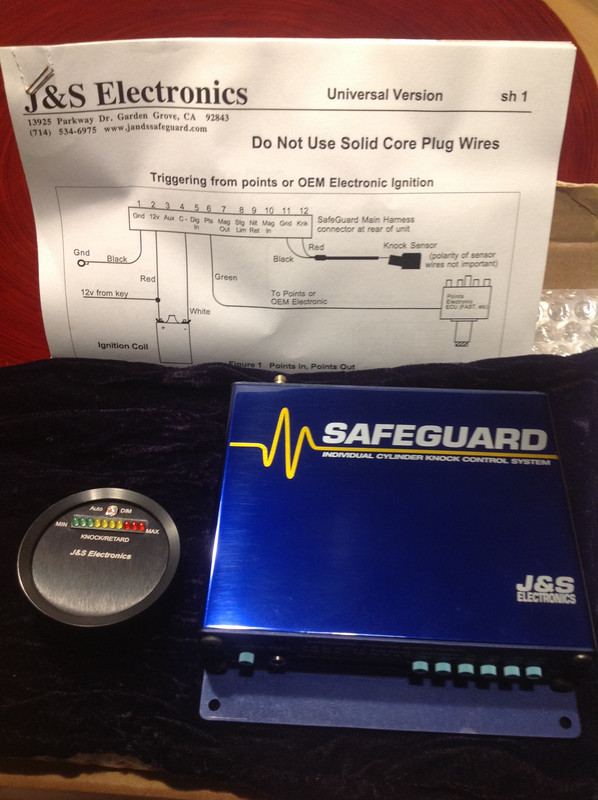 J&S Electronics
Universal Version
sh 1
13925 Parkway Dr. Garden Grove, CA 92843
(714) 534-6975 www.jandssafeguard.com
Do Not Use Solid Core Plug Wires
Triggering from points or OEM Electronic Ignition
1 2 3 4 5 6 7 8 9 10 11 12
Gnd 12v Aux C- Dig In Pts Mag Out Sig Lim Nit Ret Mag In Gnd Knk
SafeGuard Main Harness
connector at rear of unit
Gnd
Black
Red
Black
Red
Knock Sensor
(polarity of sensor
wires not important)
Green
12v from key
To Points or
OEM Electronic
Points
Electronic
ECU (FAST, etc)
White
Ignition Coil
Figure 1 Points in, Points Out
SAFEGUARD
INDIVIDUAL CYLINDER KNOCK CONTROL SYSTEM
J&S
ELECTRONICS
Auto DIM
MIN MAX
KNOCK/RETARD
J&S Electronics